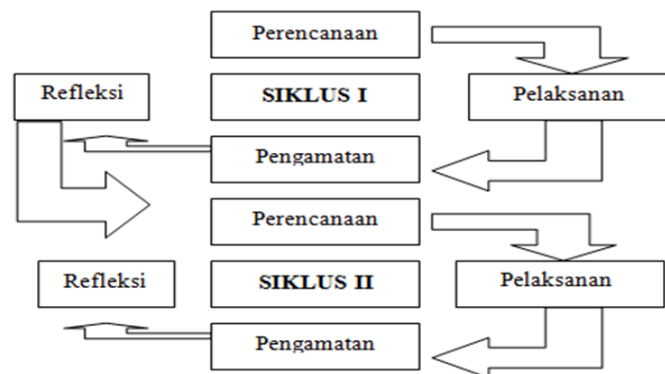 Perencanaan
Refleksi
SIKLUS I
Pelaksanan
Pengamatan
Perencanaan
Refleksi
SIKLUS II
Pelaksanan
Pengamatan